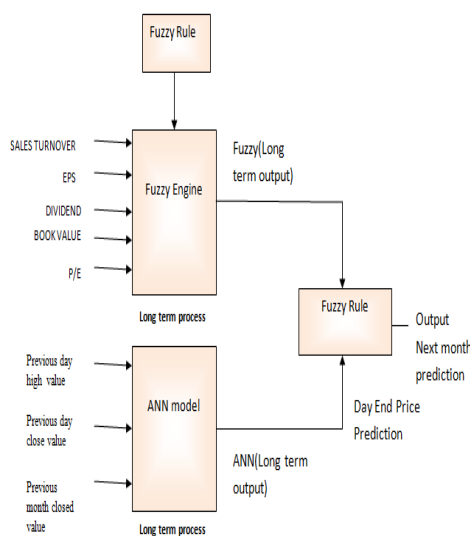 Fuzzy Rule
SALES TURNOVER
EPS
DIVIDEND
BOOK VALUE
P/E
Fuzzy Engine
Fuzzy(Long
term output)
Long term process
Fuzzy Rule
Output
Next month
prediction
Previous day
high value
Previous day
close value
Previous
month closed
value
ANN model
Day End Price
Prediction
ANN(Long term
output)
Long term process